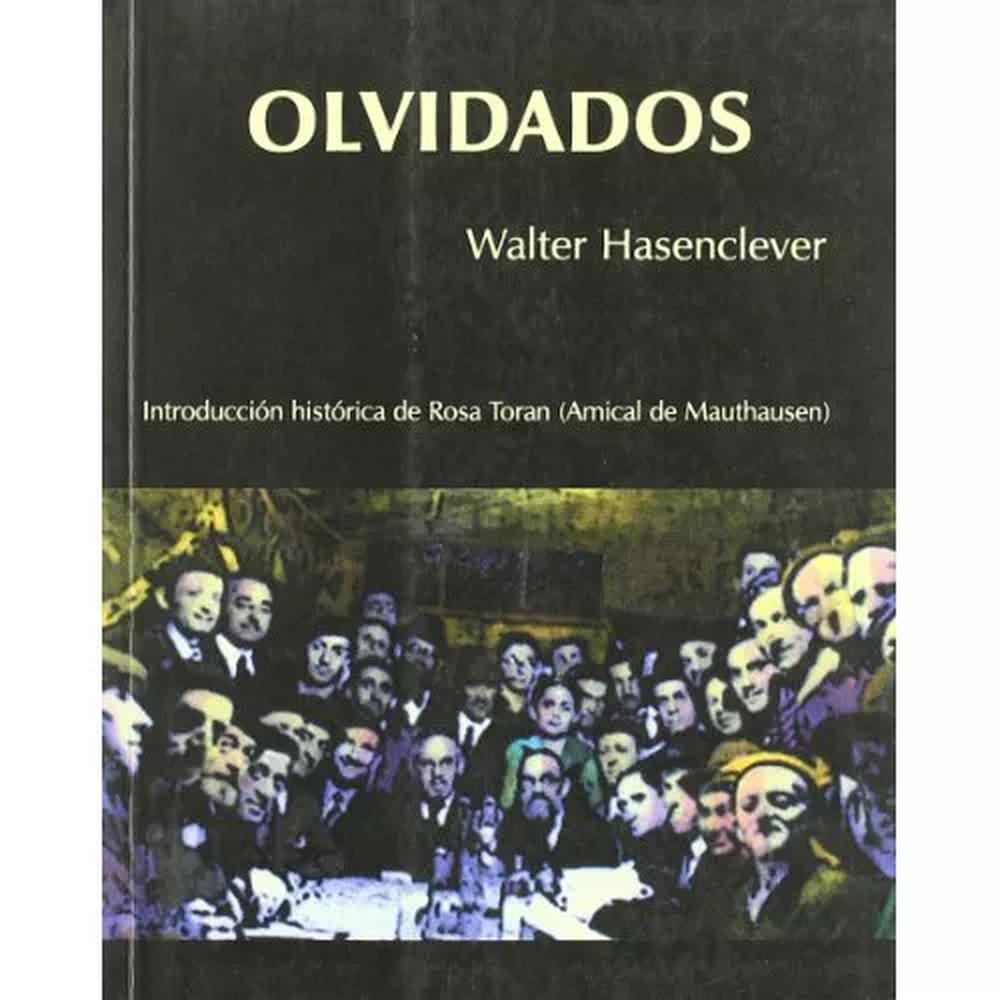 OLVIDADOS
Walter Hasenclever
Introducción histórica de Rosa Toran (Amical de Mauthausen)